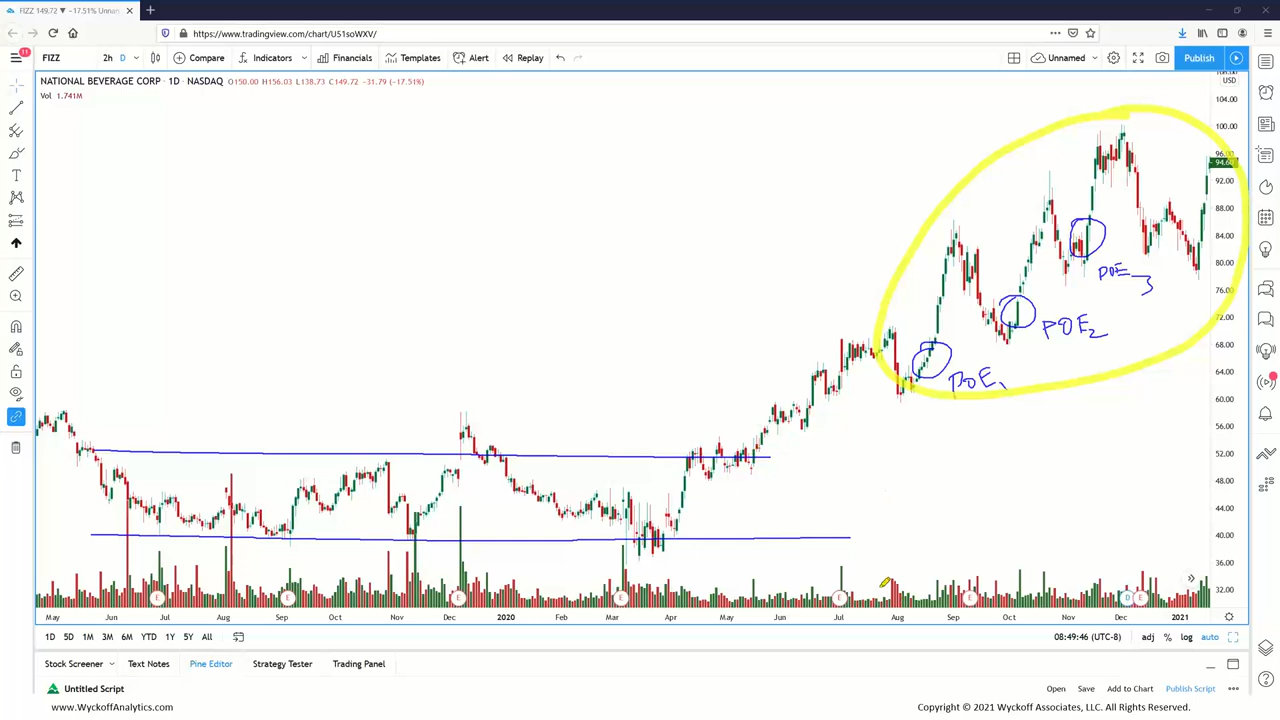 FIZZ 149.72 ▼ −17.51% Unnam
https://www.tradingview.com/chart/U51soWXV/
11
FIZZ 2h D Compare Indicators Financials Templates Alert Replay Unnamed Publish
NATIONAL BEVERAGE CORP · 1D · NASDAQ O150.00 H156.03 L138.73 C149.72 −31.79 (−17.51%)
Vol 1.741M
USD
104.00
100.00
96.00
94.60
92.00
88.00
84.00
80.00
76.00
72.00
68.00
64.00
60.00
56.00
52.00
48.00
44.00
40.00
36.00
32.00
POE 3
POE2
POE1
E E E E E E D E
May Jun Jul Aug Sep Oct Nov 2020 Feb Mar Apr May Jun Jul Aug Sep Oct Nov Dec 2021
1D 5D 1M 3M 6M YTD 1Y 5Y All 08:49:46 (UTC-8) adj % log auto
Stock Screener Text Notes Pine Editor Strategy Tester Trading Panel
Untitled Script Open Save Add to Chart Publish Script
www.WyckoffAnalytics.com Copyright © 2021 Wyckoff Associates, LLC. All Rights Reserved.